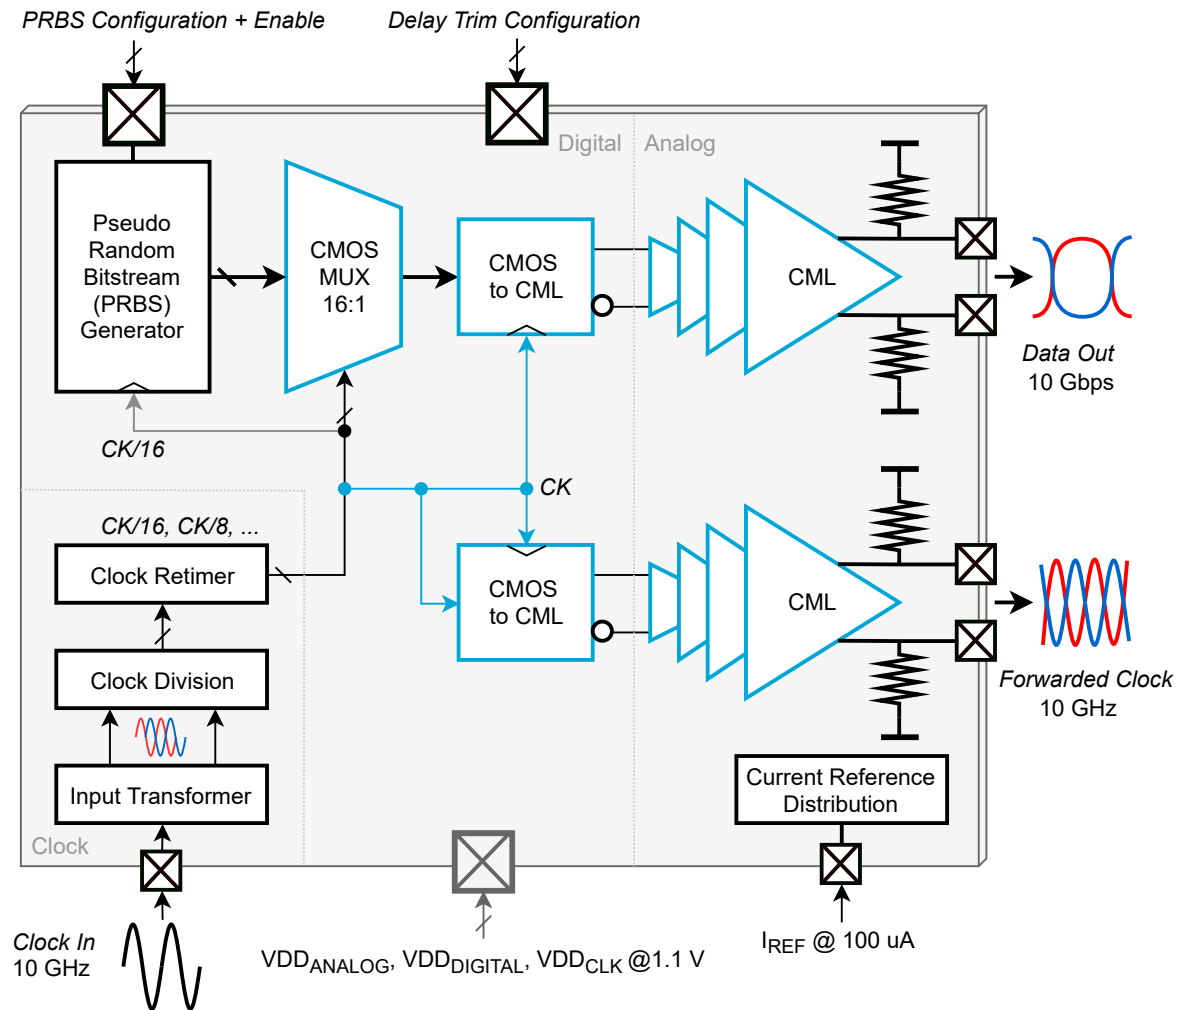 PRBS Configuration + Enable
Delay Trim Configuration
Digital
Analog
Pseudo
Random
Bitstream
(PRBS)
Generator
CMOS
MUX
16:1
CMOS
to CML
CML
Data Out
10 Gbps
CK/16
CK
CK/16, CK/8, ...
Clock Retimer
CMOS
to CML
CML
Clock Division
Forwarded Clock
10 GHz
Input Transformer
Current Reference
Distribution
Clock
Clock In
10 GHz
VDDANALOG, VDDDIGITAL, VDDCLK @1.1 V
IREF @ 100 uA